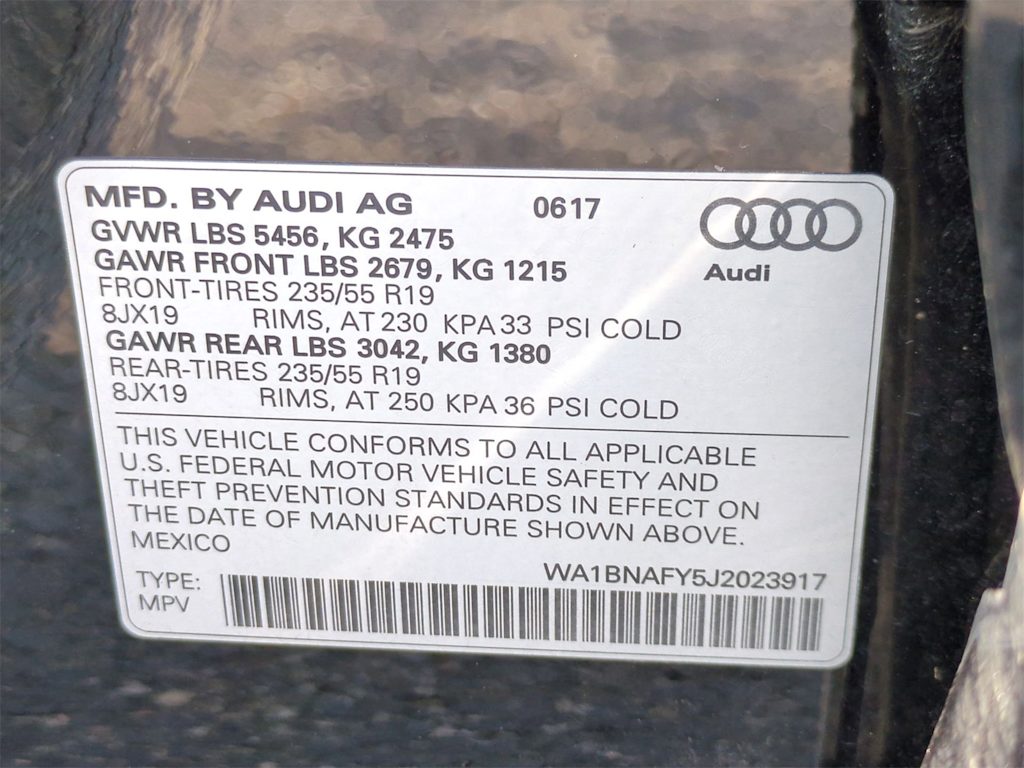 MFD. BY AUDI AG 0617
GVWR LBS 5456, KG 2475
GAWR FRONT LBS 2679, KG 1215
Audi
FRONT-TIRES 235/55 R19
8JX19 RIMS, AT 230 KPA 33 PSI COLD
GAWR REAR LBS 3042, KG 1380
REAR-TIRES 235/55 R19
8JX19 RIMS, AT 250 KPA 36 PSI COLD
THIS VEHICLE CONFORMS TO ALL APPLICABLE
U.S. FEDERAL MOTOR VEHICLE SAFETY AND
THEFT PREVENTION STANDARDS IN EFFECT ON
THE DATE OF MANUFACTURE SHOWN ABOVE.
MEXICO
WA1BNAFY5J2023917
TYPE:
MPV